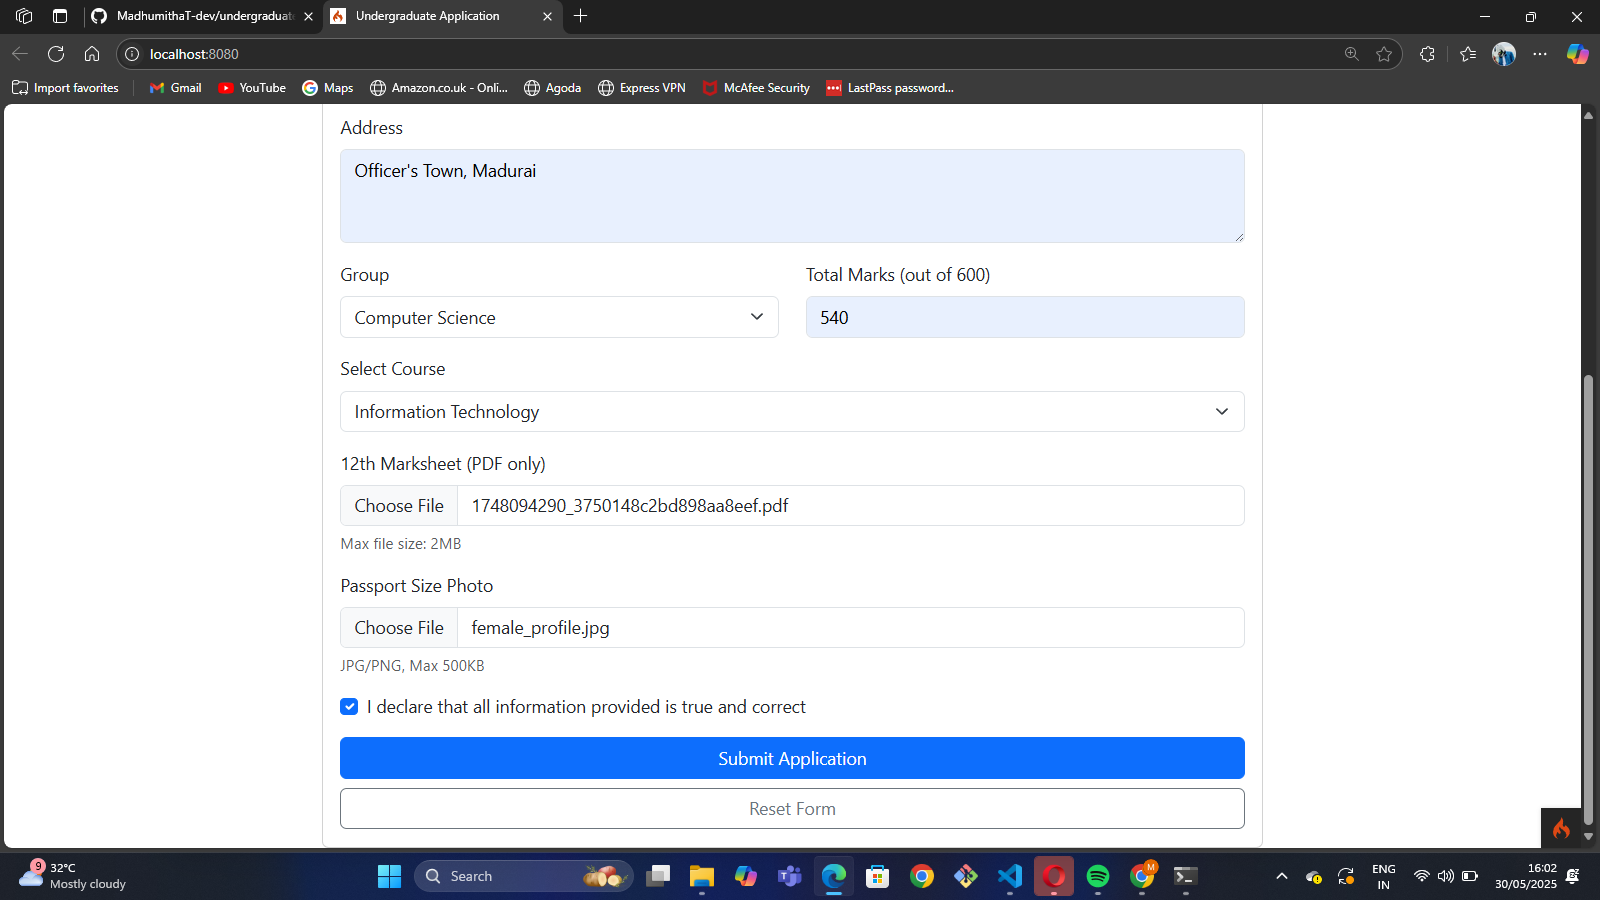 MadhumithaT-dev/undergraduate
Undergraduate Application
localhost:8080
Import favorites
Gmail
YouTube
Maps
Amazon.co.uk - Onli...
Agoda
Express VPN
McAfee Security
LastPass password...
Address
Officer's Town, Madurai
Group
Total Marks (out of 600)
Computer Science
540
Select Course
Information Technology
12th Marksheet (PDF only)
Choose File
1748094290_3750148c2bd898aa8eef.pdf
Max file size: 2MB
Passport Size Photo
Choose File
female_profile.jpg
JPG/PNG, Max 500KB
I declare that all information provided is true and correct
Submit Application
Reset Form
9
32°C
Mostly cloudy
Search
M
ENG
IN
16:02
30/05/2025